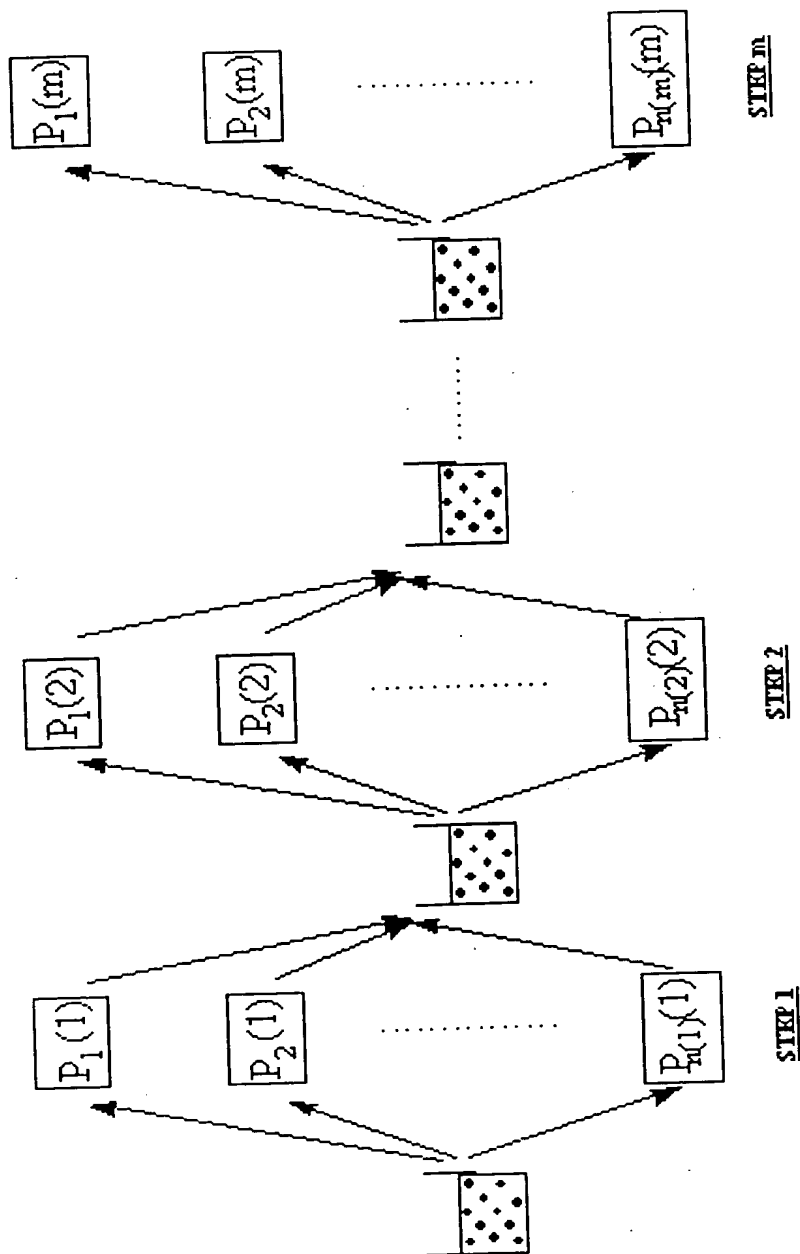 P₁(1)
P₂(1)
Pₙ₍₁₎(1)
STEP 1
P₁(2)
P₂(2)
Pₙ₍₂₎(2)
STEP 2
P₁(m)
P₂(m)
Pₙ₍ₘ₎(m)
STEP m